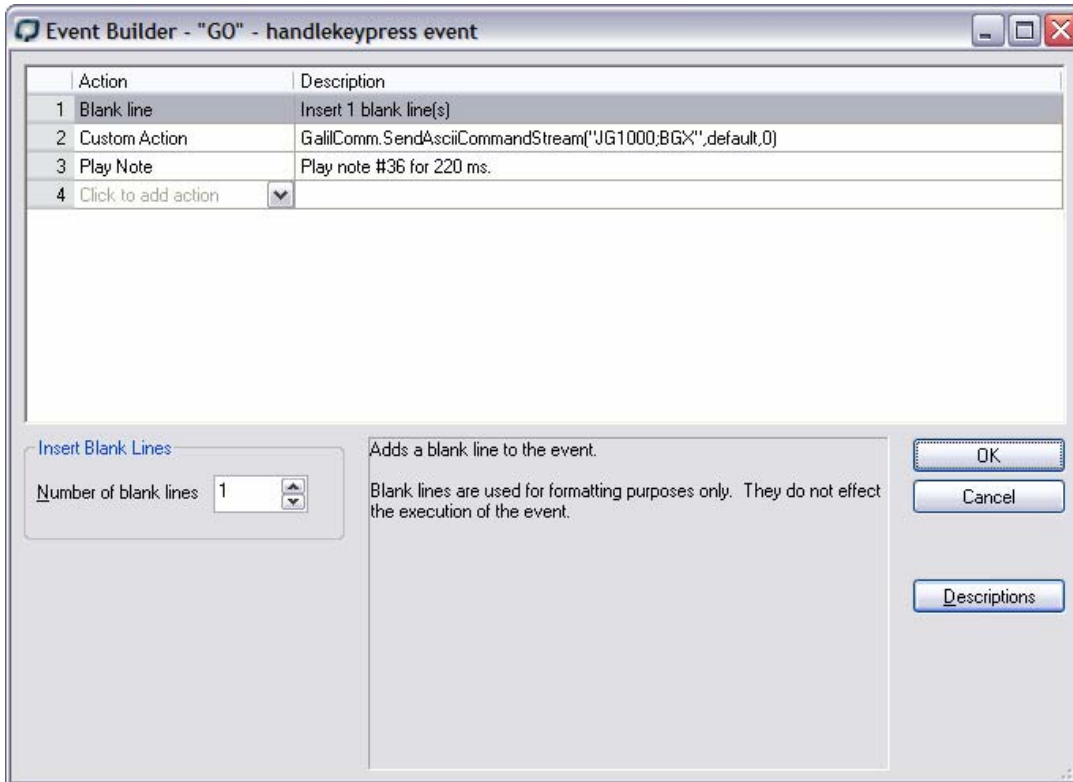 Event Builder - "GO" - handlekeypress event
Action Description
1 Blank line Insert 1 blank line(s)
2 Custom Action GalilComm.SendAsciiCommandStream("JG1000;BGX",default,0)
3 Play Note Play note #36 for 220 ms.
4 Click to add action
Insert Blank Lines
Number of blank lines 1
Adds a blank line to the event.
Blank lines are used for formatting purposes only. They do not effect
the execution of the event.
OK
Cancel
Descriptions